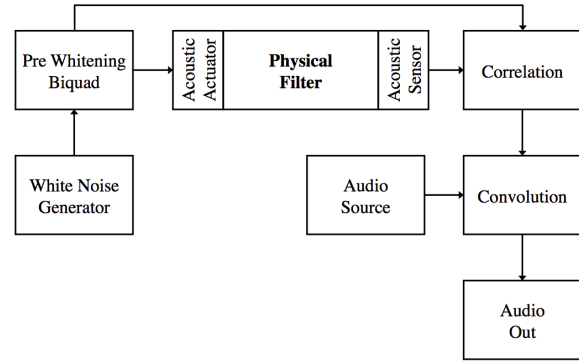 Pre Whitening
Biquad
Acoustic
Actuator
Physical
Filter
Acoustic
Sensor
Correlation
White Noise
Generator
Audio
Source
Convolution
Audio
Out